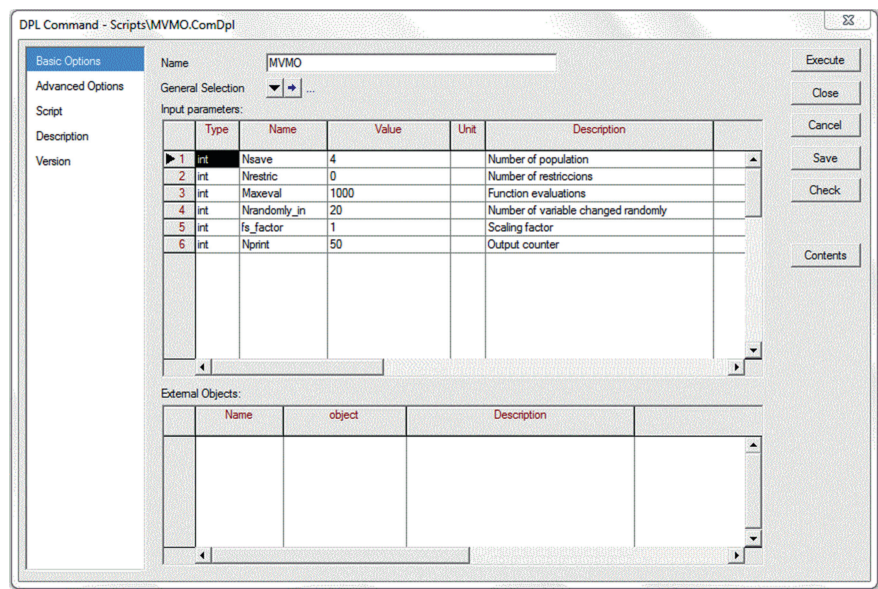 DPL Command - Scripts\MVMO.ComDpl
Basic Options
Advanced Options
Script
Description
Version
Name MVMO
General Selection ...
Input parameters:
Type Name Value Unit Description
1 int Nsave 4 Number of population
2 int Nrestric 0 Number of restriccions
3 int Maxeval 1000 Function evaluations
4 int Nrandomly_in 20 Number of variable changed randomly
5 int fs_factor 1 Scaling factor
6 int Nprint 50 Output counter
External Objects:
Name object Description
Execute
Close
Cancel
Save
Check
Contents